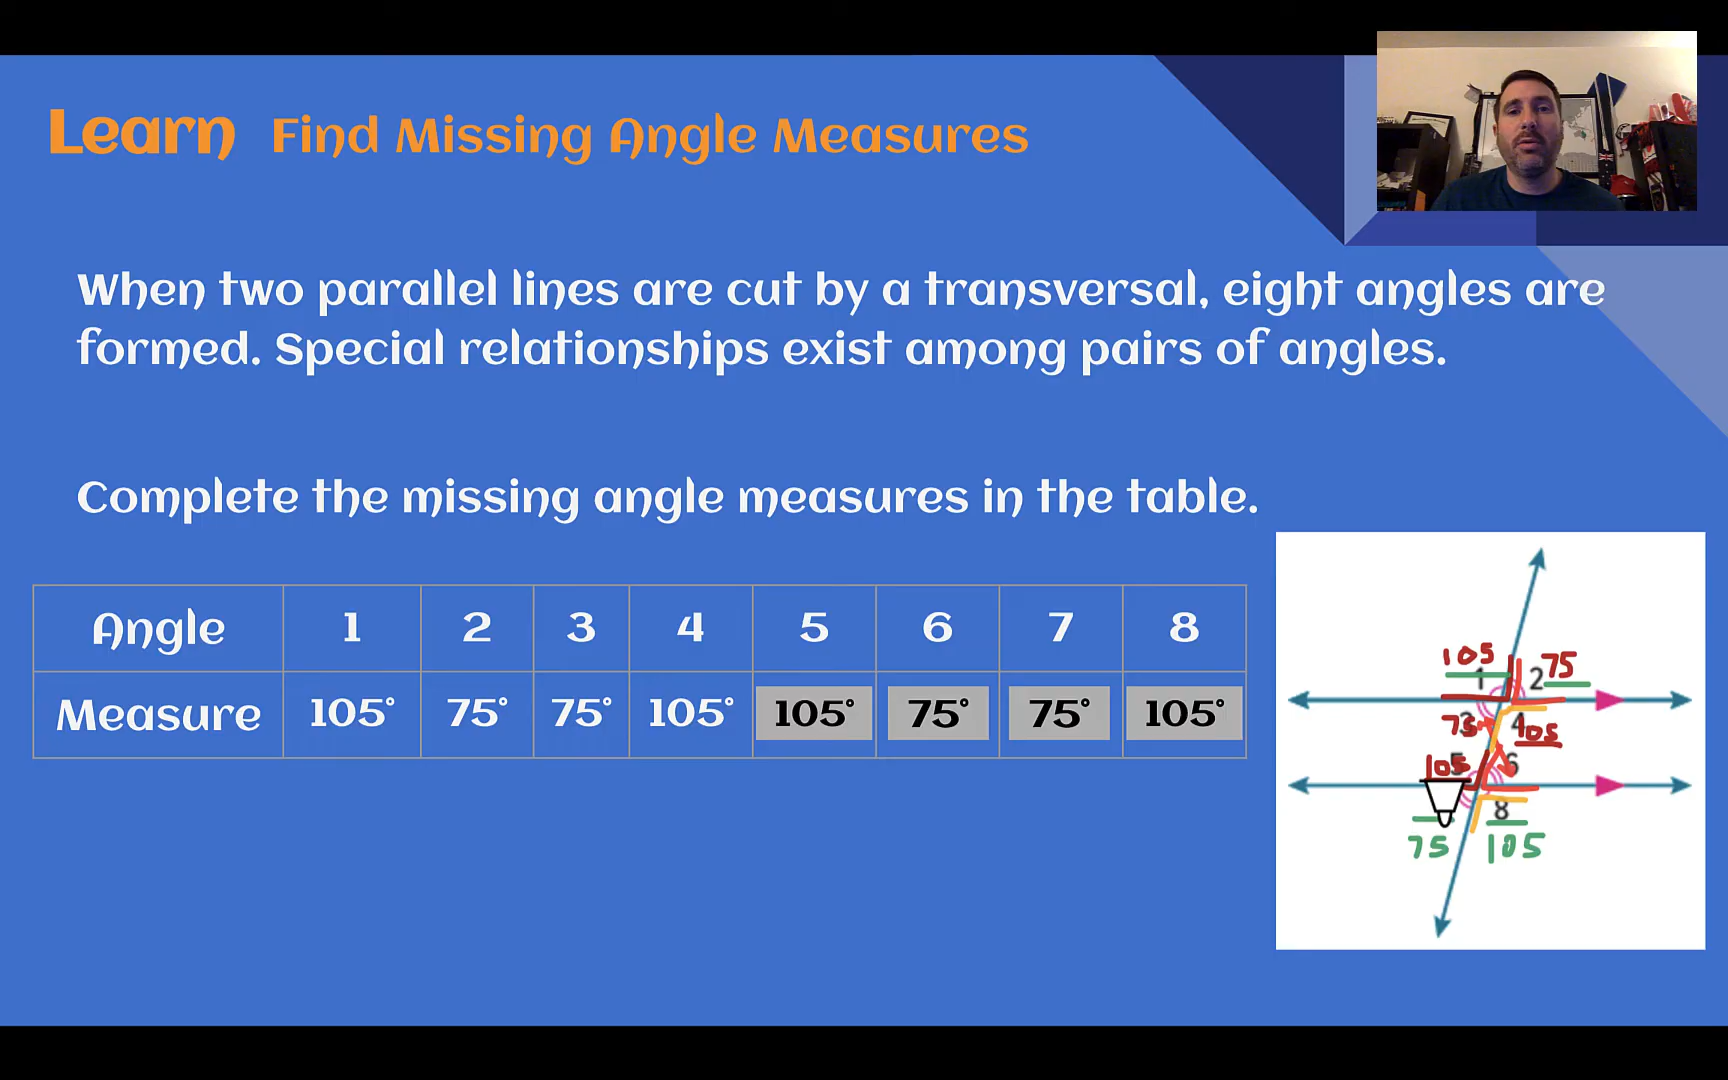 Learn Find Missing Angle Measures
When two parallel lines are cut by a transversal, eight angles are
formed. Special relationships exist among pairs of angles.
Complete the missing angle measures in the table.
Angle 1 2 3 4 5 6 7 8
Measure 105° 75° 75° 105° 105° 75° 75° 105°
105 75
1 2
75 4 105
105 6
8
75 105